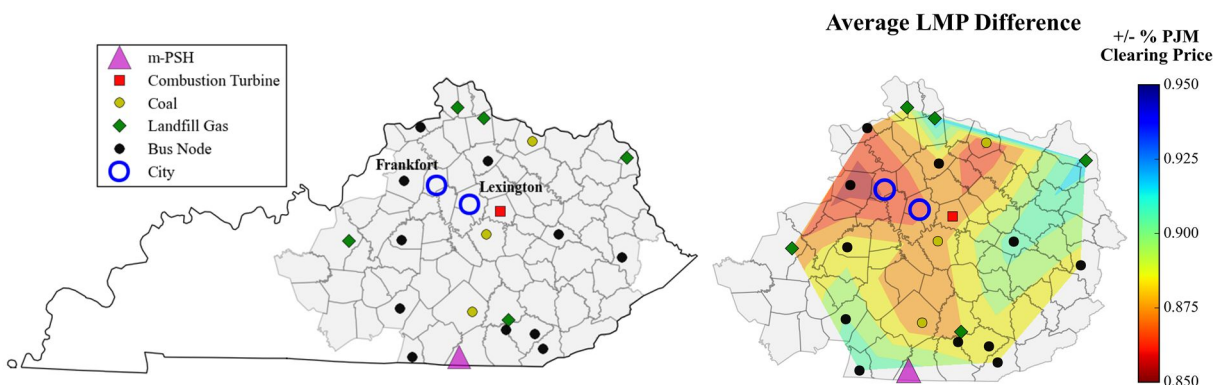 m-PSH
Combustion Turbine
Coal
Landfill Gas
Bus Node
City
Frankfort
Lexington
Average LMP Difference
+/- % PJM
Clearing Price
0.950
0.925
0.900
0.875
0.850